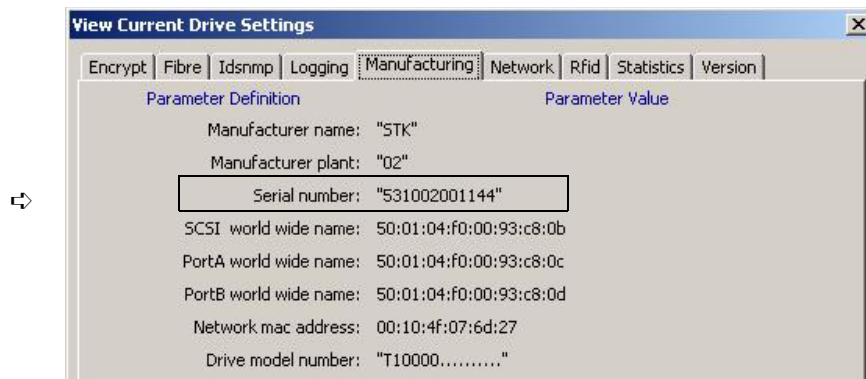 View Current Drive Settings
Encrypt Fibre Idsnmp Logging Manufacturing Network Rfid Statistics Version
Parameter Definition Parameter Value
Manufacturer name: "STK"
Manufacturer plant: "02"
Serial number: "531002001144"
SCSI world wide name: 50:01:04:f0:00:93:c8:0b
PortA world wide name: 50:01:04:f0:00:93:c8:0c
PortB world wide name: 50:01:04:f0:00:93:c8:0d
Network mac address: 00:10:4f:07:6d:27
Drive model number: "T10000.........."